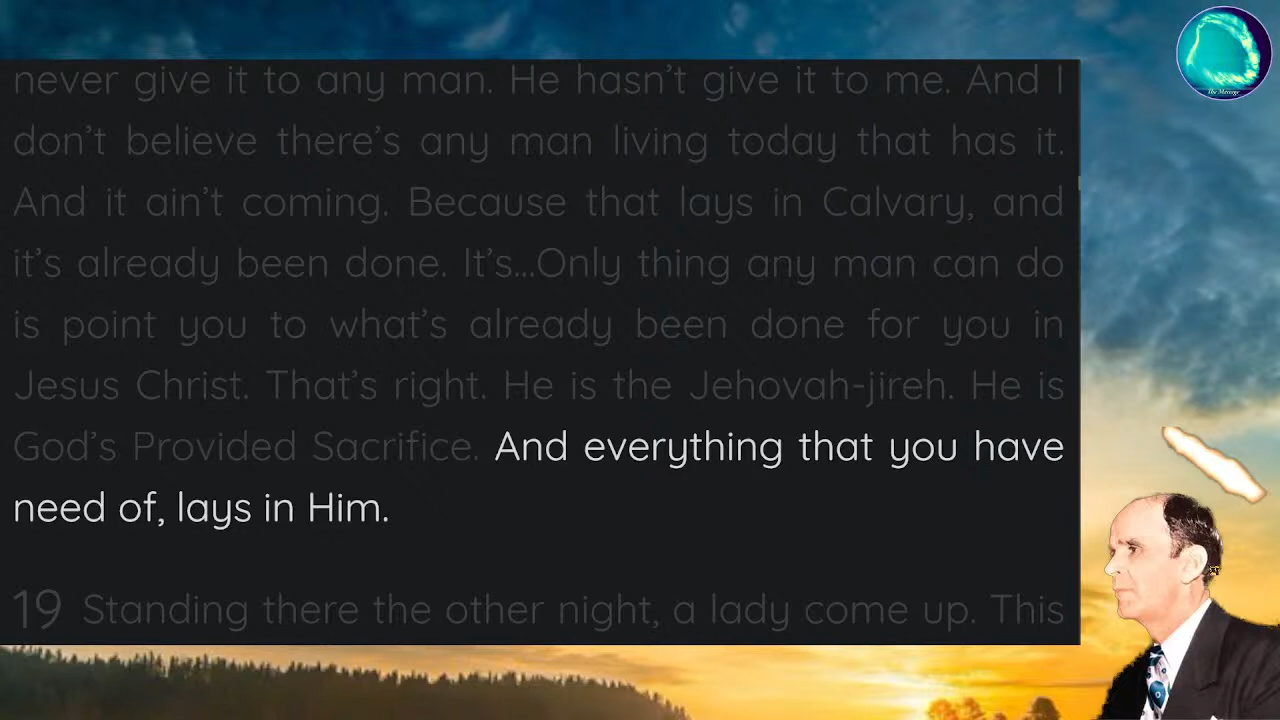 never give it to any man. He hasn't give it to me. And I
don't believe there's any man living today that has it.
And it ain't coming. Because that lays in Calvary, and
it's already been done. It's...Only thing any man can do
is point you to what's already been done for you in
Jesus Christ. That's right. He is the Jehovah-jireh. He is
God's Provided Sacrifice. And everything that you have
need of, lays in Him.
19 Standing there the other night, a lady come up. This
The Message